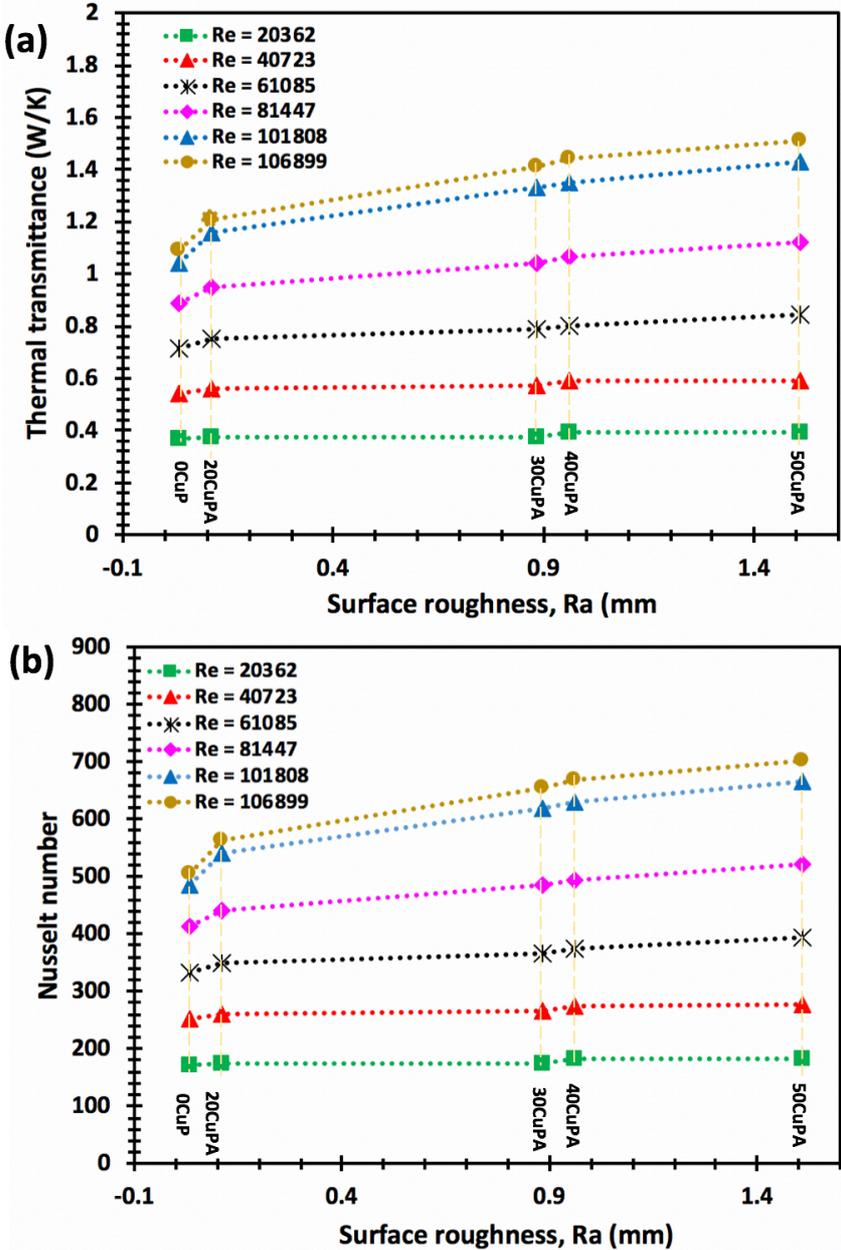 (a)
Re = 20362
Re = 40723
Re = 61085
Re = 81447
Re = 101808
Re = 106899
Thermal transmittance (W/K)
2
1.8
1.6
1.4
1.2
1
0.8
0.6
0.4
0.2
0
0CuP
20CuPA
30CuPA
40CuPA
50CuPA
-0.1
0.4
0.9
1.4
Surface roughness, Ra (mm
(b)
Re = 20362
Re = 40723
Re = 61085
Re = 81447
Re = 101808
Re = 106899
Nusselt number
900
800
700
600
500
400
300
200
100
0
0CuP
20CuPA
30CuPA
40CuPA
50CuPA
-0.1
0.4
0.9
1.4
Surface roughness, Ra (mm)